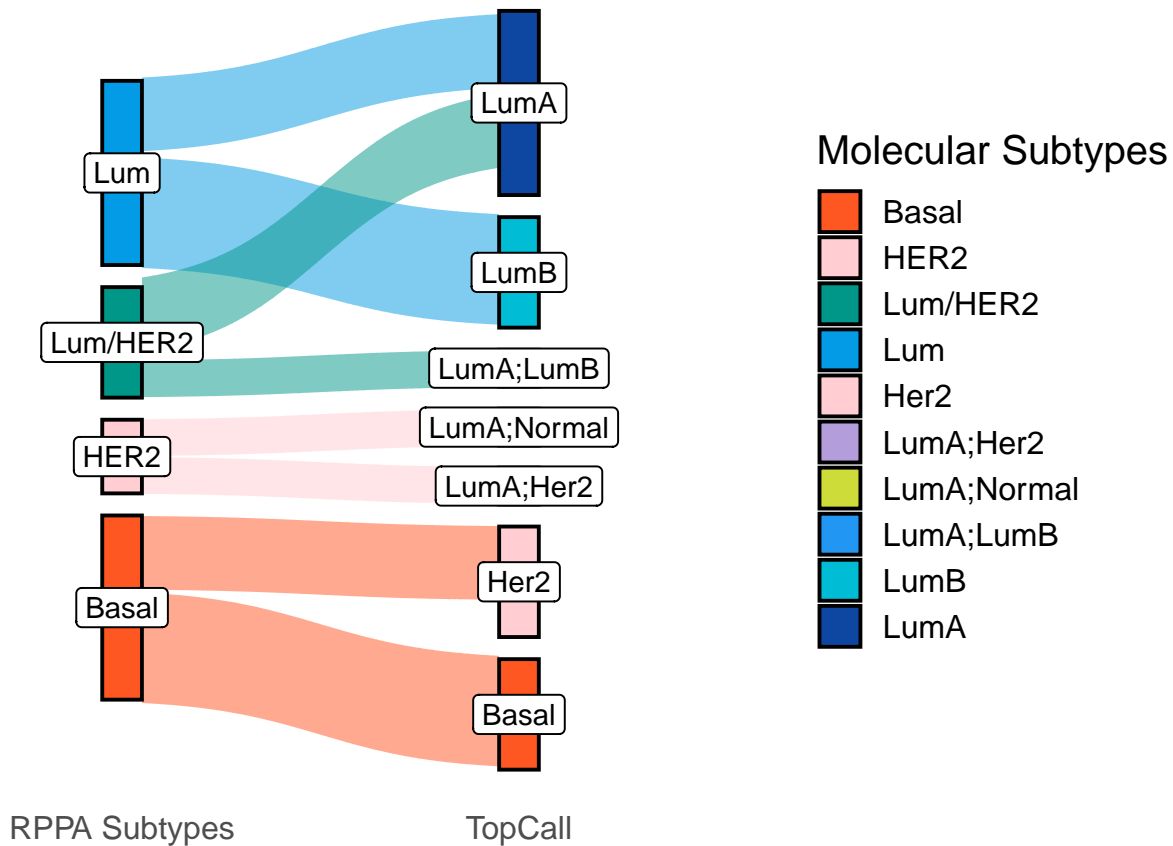 LumA
Lum
LumB
Lum/HER2
LumA;LumB
LumA;Normal
HER2
LumA;Her2
Her2
Basal
Basal
RPPA Subtypes
TopCall
Molecular Subtypes
Basal
HER2
Lum/HER2
Lum
Her2
LumA;Her2
LumA;Normal
LumA;LumB
LumB
LumA